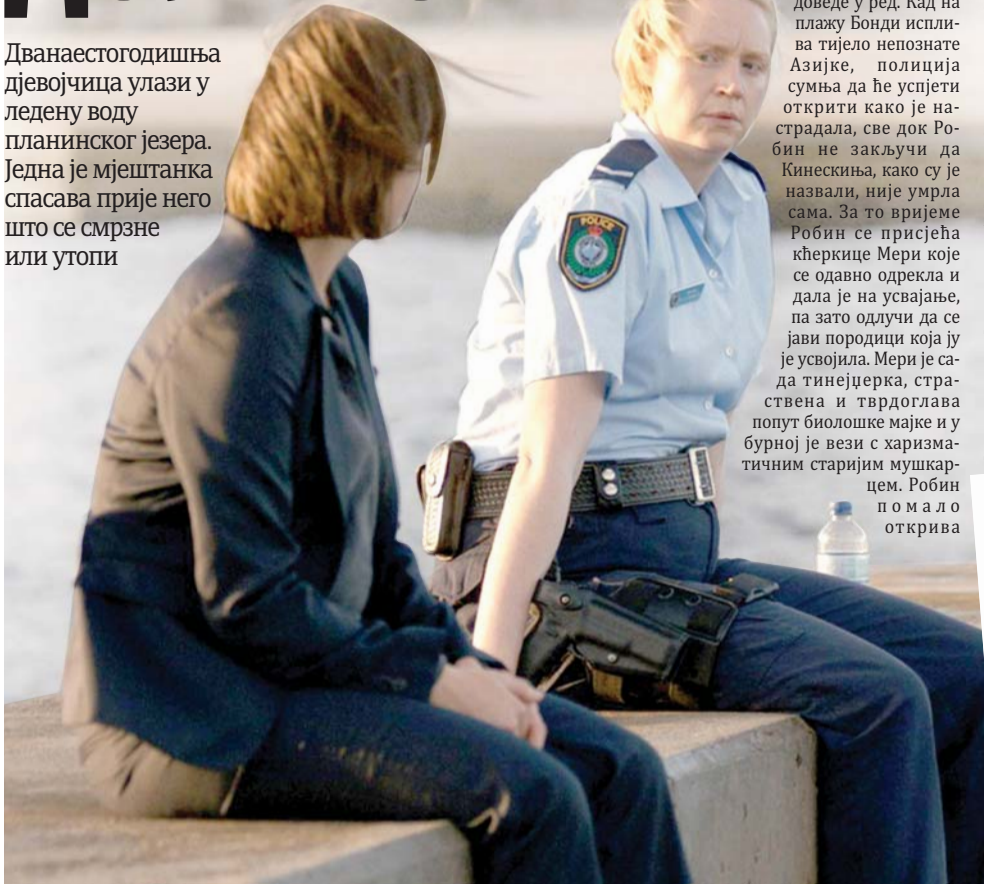 Дванаестогодишња
дјевојчица улази у
ледену воду
планинског језера.
Једна је мјештанка
спасава прије него
што се смрзне
или утопи
доведе у ред. Кад на
плажу Бонди испли-
ва тијело непознате
Азијке, полиција
сумња да ће успјети
открити како је на-
страдала, све док Ро-
бин не закључи да
Кинескиња, како су је
назвали, није умрла
сама. За то вријеме
Робин се присјећа
кћеркице Мери које
се одавно одрекла и
дала је на усвајање,
па зато одлучи да се
јави породици која ју
је усвојила. Мери је са-
да тинејџерка, стра-
ствена и тврдоглава
попут биолошке мајке и у
бурној је вези с харизма-
тичним старијим мушкар-
цем. Робин
помало
открива
POLICE